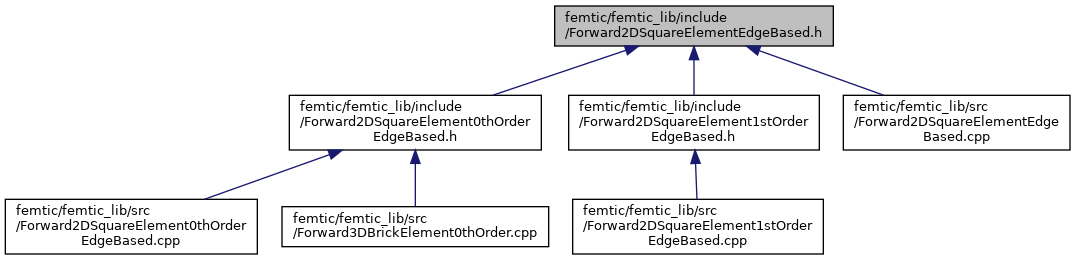 femtic/femtic_lib/include
/Forward2DSquareElementEdgeBased.h
femtic/femtic_lib/include
/Forward2DSquareElement0thOrder
EdgeBased.h
femtic/femtic_lib/include
/Forward2DSquareElement1stOrder
EdgeBased.h
femtic/femtic_lib/src
/Forward2DSquareElementEdge
Based.cpp
femtic/femtic_lib/src
/Forward2DSquareElement0thOrder
EdgeBased.cpp
femtic/femtic_lib/src
/Forward3DBrickElement0thOrder.cpp
femtic/femtic_lib/src
/Forward2DSquareElement1stOrder
EdgeBased.cpp